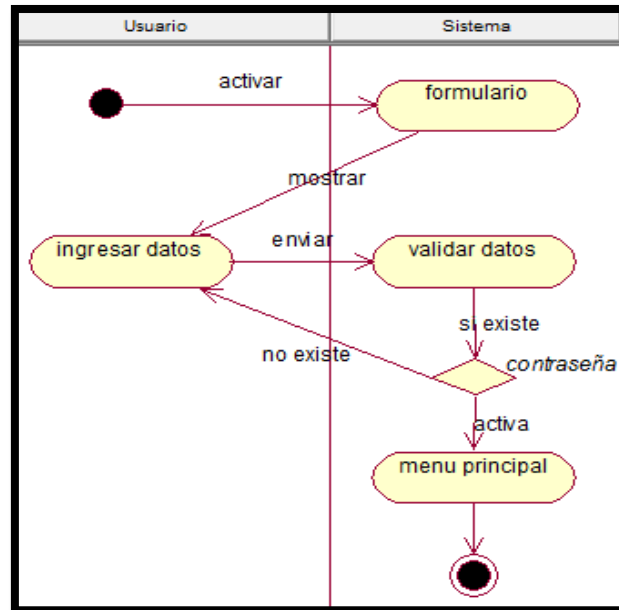 Usuario
Sistema
activar
formulario
mostrar
ingresar datos
enviar
validar datos
si existe
no existe
contraseña
activa
menu principal